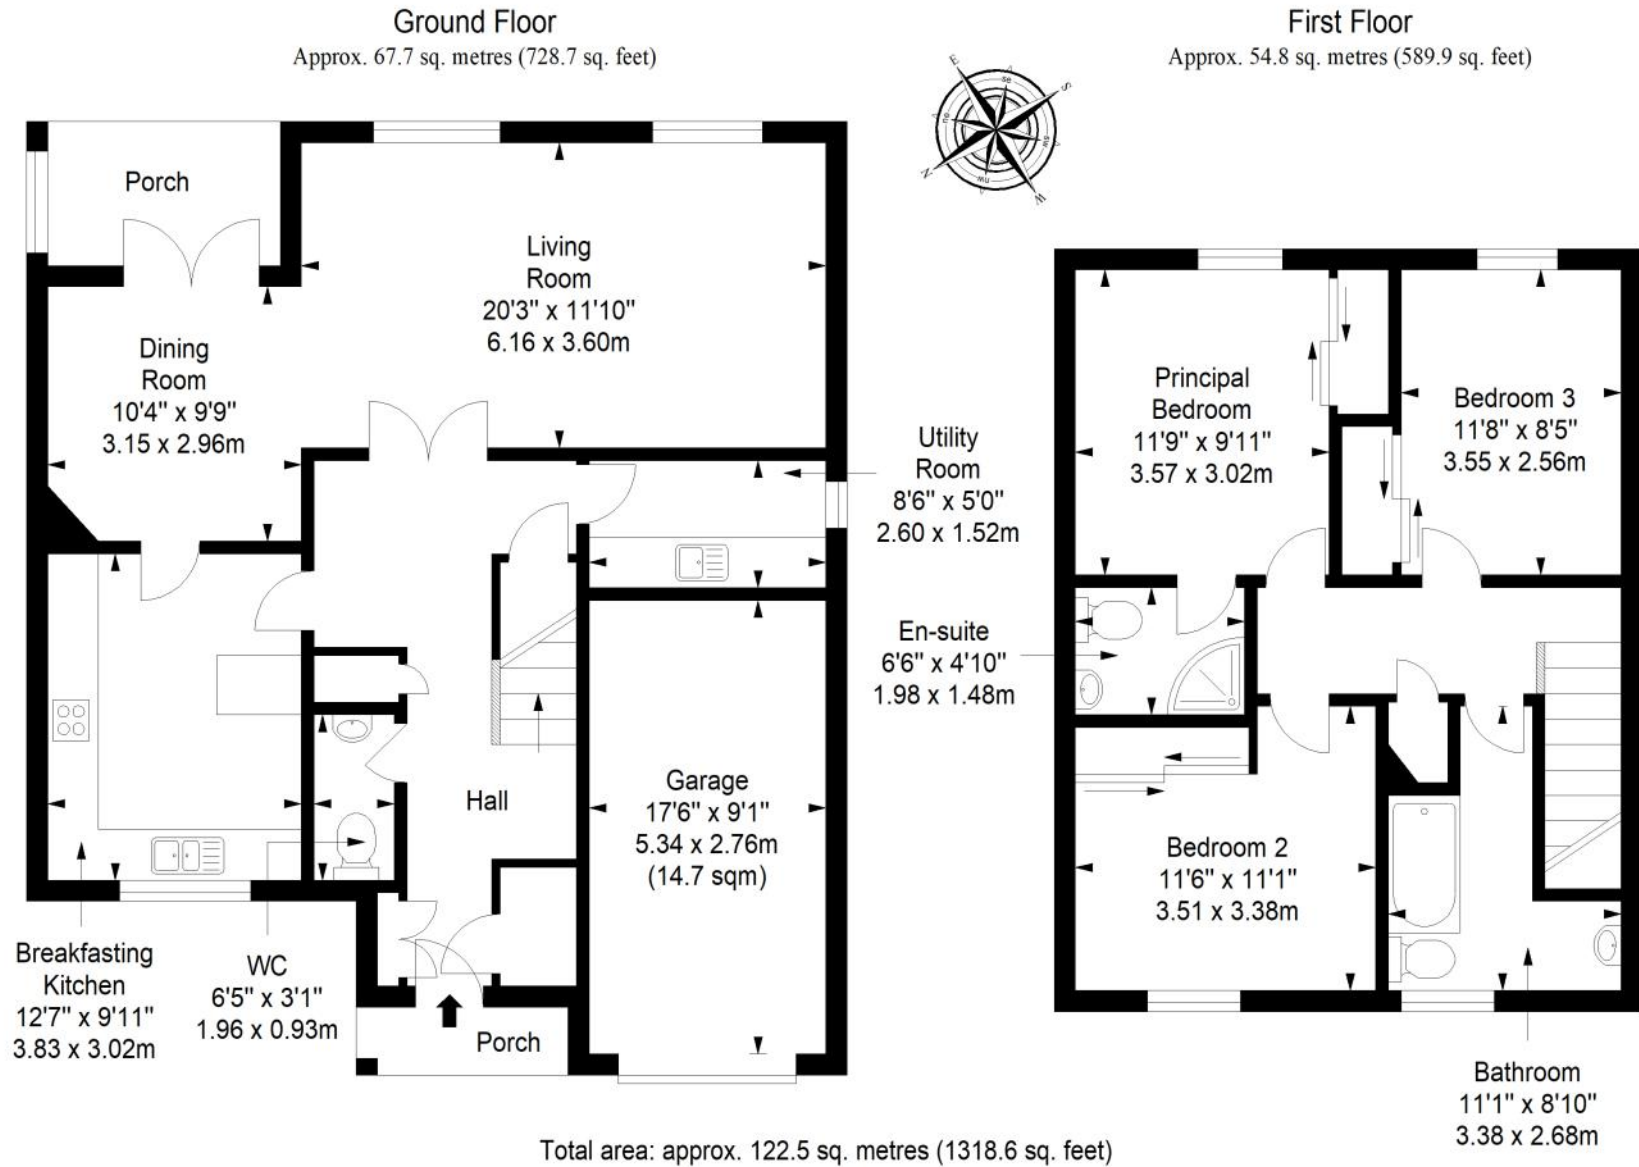 Ground Floor
Approx. 67.7 sq. metres (728.7 sq. feet)
First Floor
Approx. 54.8 sq. metres (589.9 sq. feet)
E
S
N
W
se
sw
ne
nw
Porch
Living
Room
20'3" x 11'10"
6.16 x 3.60m
Dining
Room
10'4" x 9'9"
3.15 x 2.96m
Utility
Room
8'6" x 5'0"
2.60 x 1.52m
Principal
Bedroom
11'9" x 9'11"
3.57 x 3.02m
Bedroom 3
11'8" x 8'5"
3.55 x 2.56m
En-suite
6'6" x 4'10"
1.98 x 1.48m
Hall
Garage
17'6" x 9'1"
5.34 x 2.76m
(14.7 sqm)
Bedroom 2
11'6" x 11'1"
3.51 x 3.38m
Breakfasting
Kitchen
12'7" x 9'11"
3.83 x 3.02m
WC
6'5" x 3'1"
1.96 x 0.93m
Porch
Bathroom
11'1" x 8'10"
3.38 x 2.68m
Total area: approx. 122.5 sq. metres (1318.6 sq. feet)